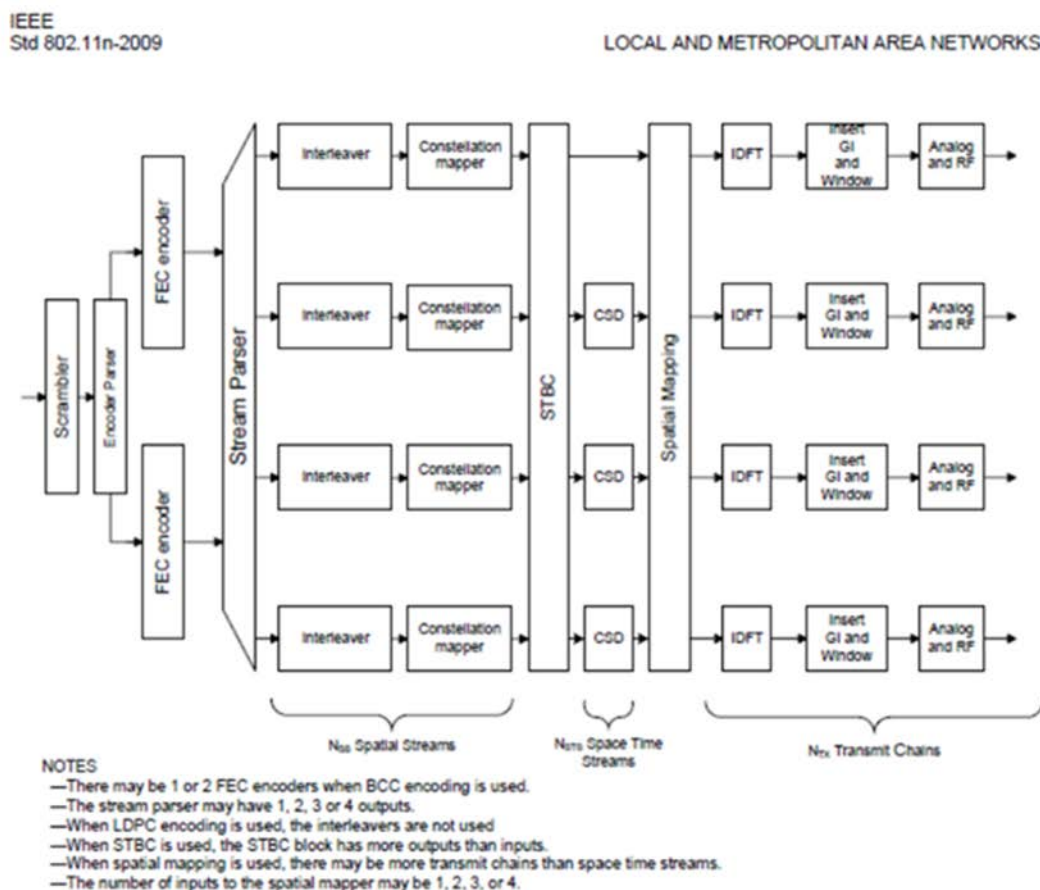 IEEE
Std 802.11n-2009
LOCAL AND METROPOLITAN AREA NETWORKS
Scrambler
Encoder Parser
FEC encoder
FEC encoder
Stream Parser
Interleaver
Constellation
mapper
STBC
Spatial Mapping
IDFT
Insert
GI
and
Window
Analog
and RF
Interleaver
Constellation
mapper
CSD
IDFT
Insert
GI and
Window
Analog
and RF
Interleaver
Constellation
mapper
CSD
IDFT
Insert
GI and
Window
Analog
and RF
Interleaver
Constellation
mapper
CSD
IDFT
Insert
GI and
Window
Analog
and RF
NSS Spatial Streams
NSTS Space Time
Streams
NTX Transmit Chains
NOTES
—There may be 1 or 2 FEC encoders when BCC encoding is used.
—The stream parser may have 1, 2, 3 or 4 outputs.
—When LDPC encoding is used, the interleavers are not used
—When STBC is used, the STBC block has more outputs than inputs.
—When spatial mapping is used, there may be more transmit chains than space time streams.
—The number of inputs to the spatial mapper may be 1, 2, 3, or 4.